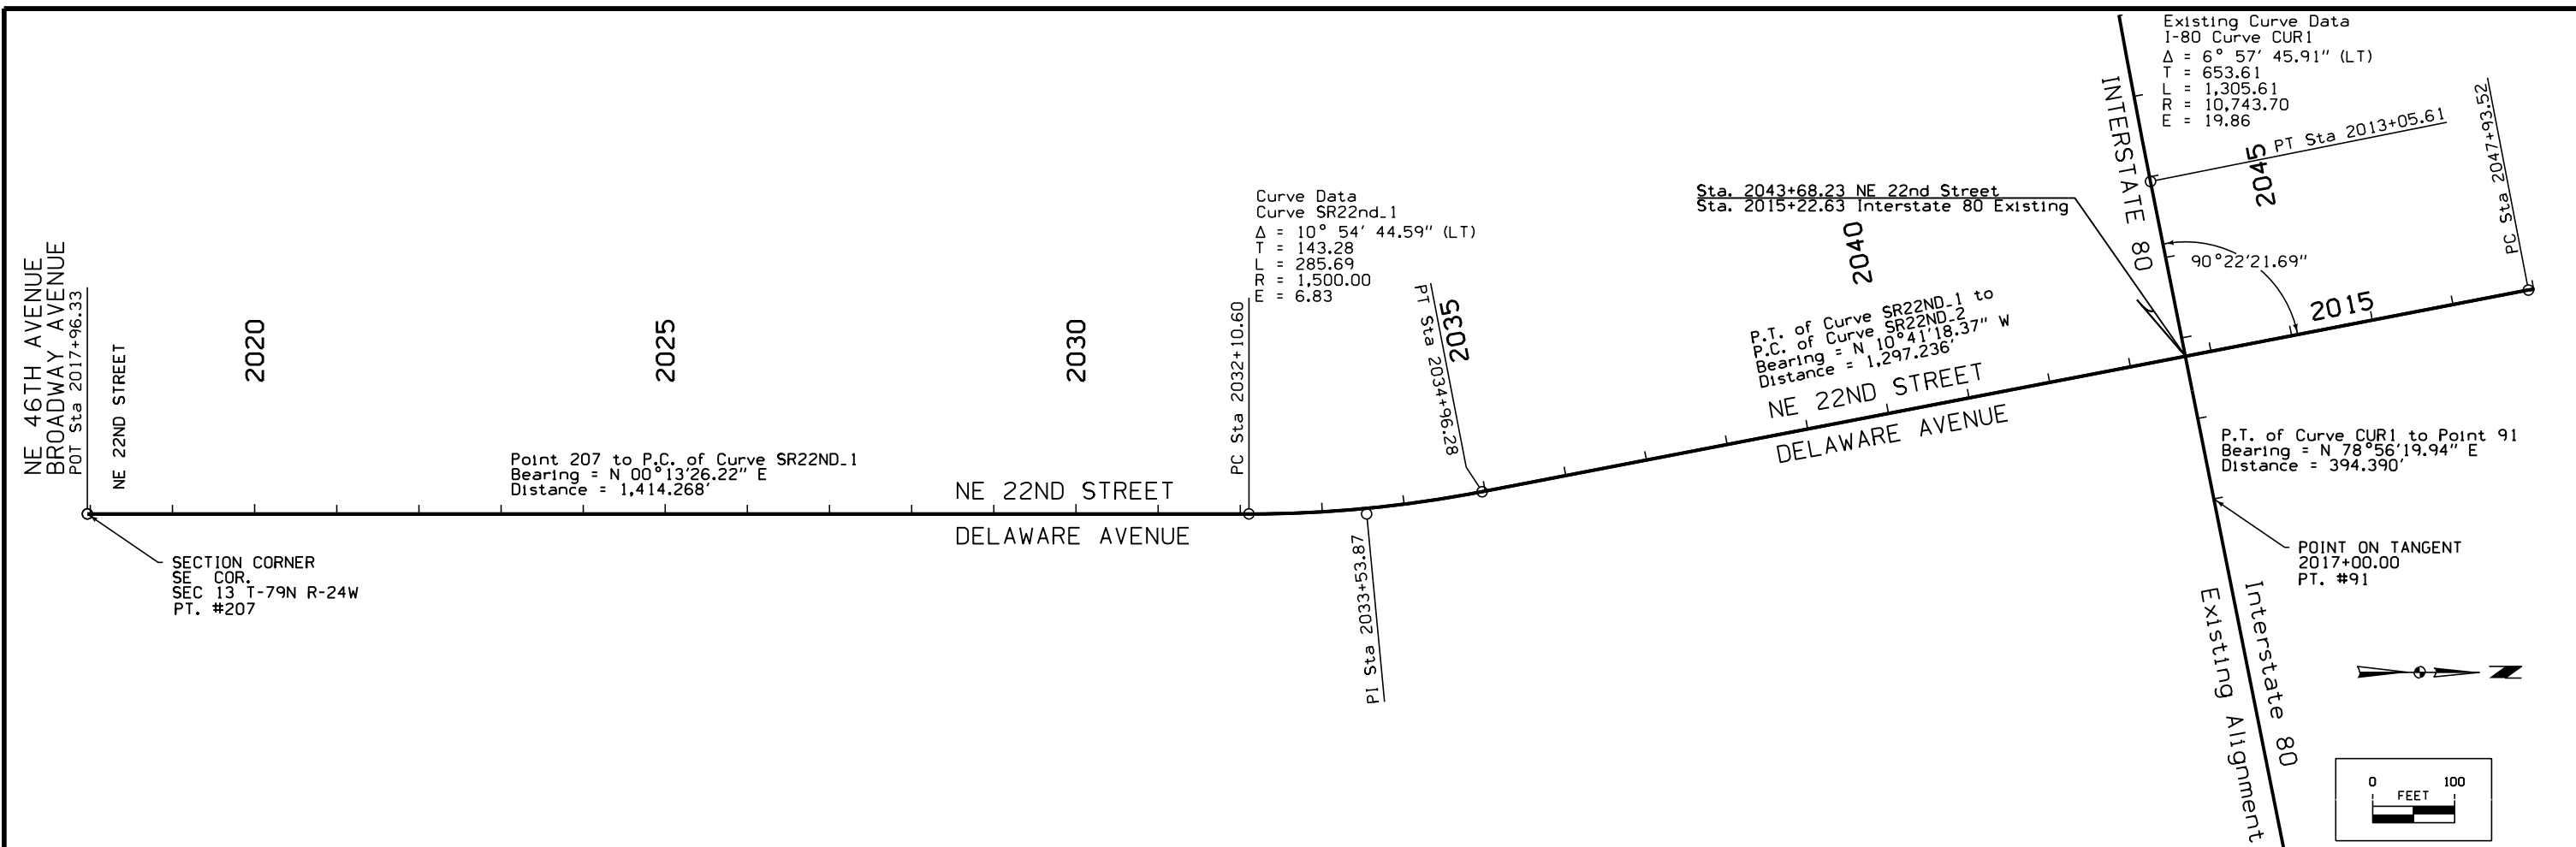 NE 46TH AVENUE
BROADWAY AVENUE
POT Sta 2017+96.33
NE 22ND STREET
2020
2025
2030
SECTION CORNER
SE COR.
SEC 13 T-79N R-24W
PT. #207
Point 207 to P.C. of Curve SR22ND_1
Bearing = N 00°13'26.22" E
Distance = 1,414.268'
NE 22ND STREET
DELAWARE AVENUE
PC Sta 2032+10.60
Curve Data
Curve SR22nd_1
Δ = 10° 54' 44.59" (LT)
T = 143.28
L = 285.69
R = 1,500.00
E = 6.83
PI Sta 2033+53.87
PT Sta 2034+96.28
2035
P.T. of Curve SR22ND_1 to
P.C. of Curve SR22ND_2
Bearing = N 10°41'18.37" W
Distance = 1,297.236'
NE 22ND STREET
DELAWARE AVENUE
2040
Sta. 2043+68.23 NE 22nd Street
Sta. 2015+22.63 Interstate 80 Existing
INTERSTATE 80
Existing Curve Data
I-80 Curve CUR1
Δ = 6° 57' 45.91" (LT)
T = 653.61
L = 1,305.61
R = 10,743.70
E = 19.86
PT Sta 2013+05.61
2045
PC Sta 2047+93.52
90°22'21.69"
2015
P.T. of Curve CUR1 to Point 91
Bearing = N 78°56'19.94" E
Distance = 394.390'
POINT ON TANGENT
2017+00.00
PT. #91
Interstate 80
Existing Alignment
N
0 100
FEET